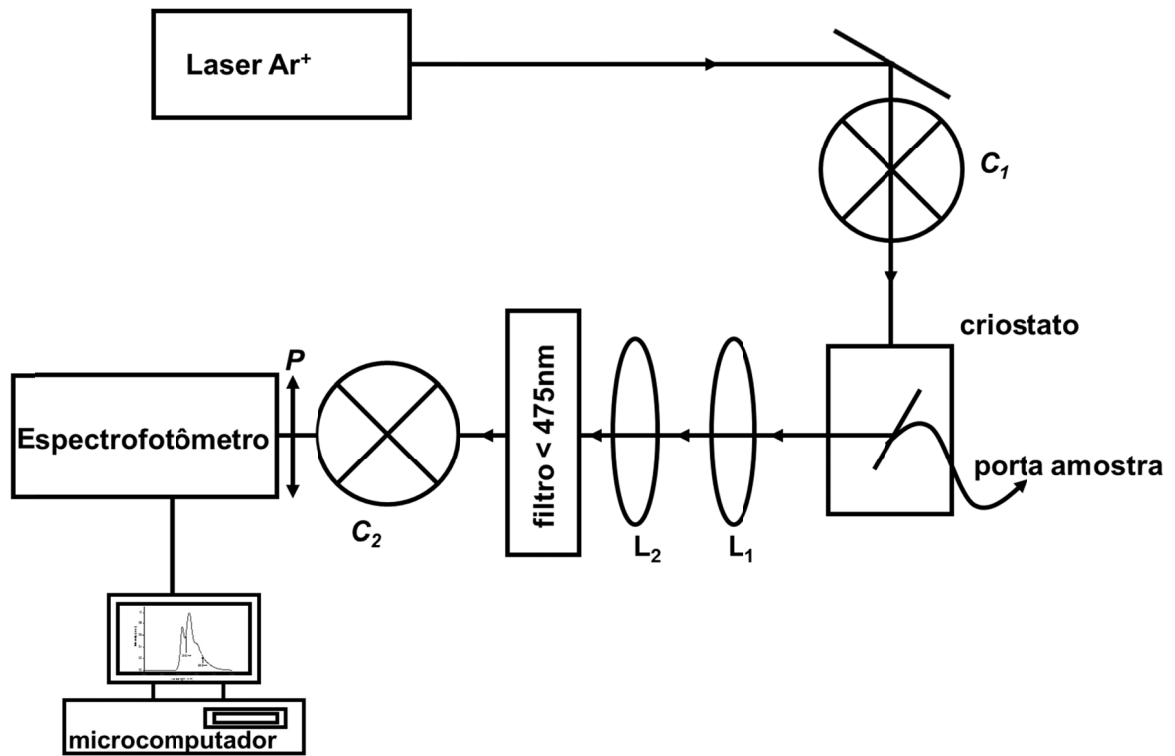 Laser Ar⁺
C₁
criostato
porta amostra
P
Espectrofotômetro
C₂
filtro < 475nm
L₂
L₁
microcomputador